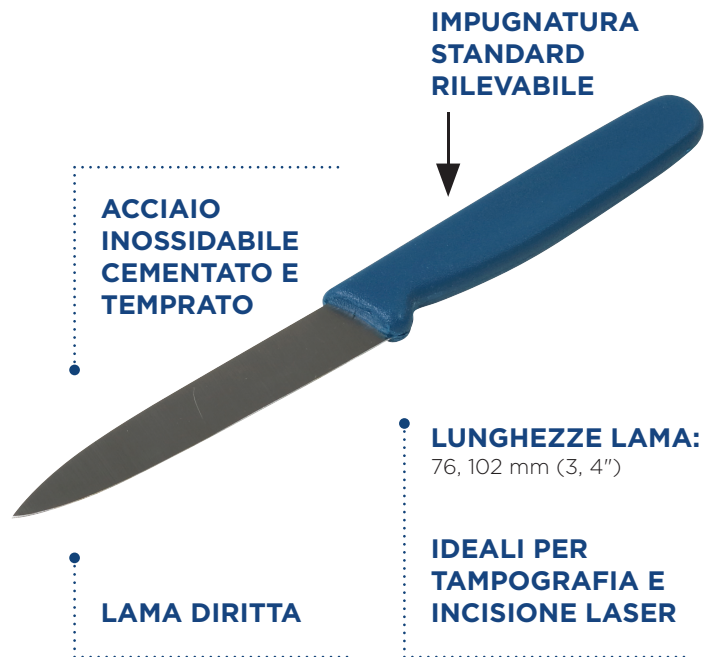 IMPUGNATURA
STANDARD
RILEVABILE
ACCIAIO
INOSSIDABILE
CEMENTATO E
TEMPRATO
LUNGHEZZE LAMA:
76, 102 mm (3, 4")
IDEALI PER
TAMPOGRAFIA E
INCISIONE LASER
LAMA DIRITTA